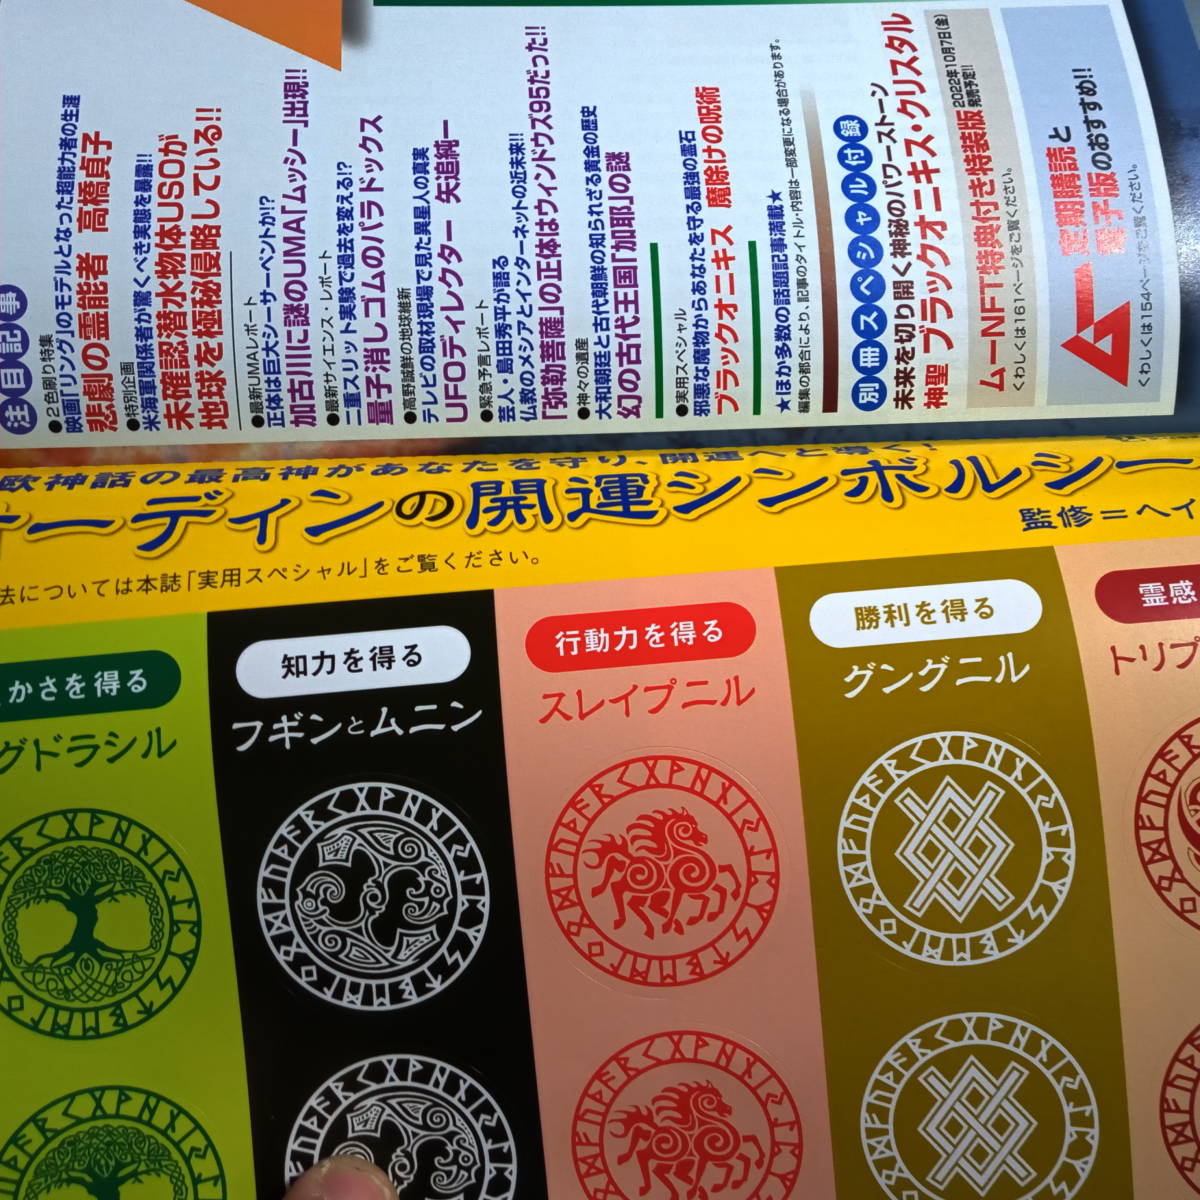 注目記事
●2色刷り特集
映画「リング」のモデルとなった超能力者の生涯
悲劇の霊能者 高橋貞子
●特別企画
米海軍関係者が驚くべき実態を暴露!!
未確認潜水物体USOが
地球を極秘侵略している!!
●最新UMAレポート
正体は巨大シーサーペントか!?
加古川に謎のUMA「ムッシー」出現!!
●最新サイエンス・レポート
二重スリット実験で過去を変える!?
量子消しゴムのパラドックス
●高野誠鮮の地球維新
テレビの取材現場で見た異星人の真実
UFOディレクター 矢追純一
●緊急予言レポート
芸人・島田秀平が語る
仏教のメシアとインターネットの近未来!!
「弥勒菩薩」の正体はウィンドウズ95だった!!
●神々の遺産
大和朝廷と古代朝鮮の知られざる黄金の歴史
幻の古代王国「加耶」の謎
●実用スペシャル
邪悪な魔物からあなたを守る最強の霊石
ブラックオニキス 魔除けの呪術
★ほか多数の話題記事満載★
編集の都合により、記事のタイトル・内容は一部変更になる場合があります。
別冊スペシャル付録
未来を切り開く神秘のパワーストーン
神聖 ブラックオニキス・クリスタル
ムーNFT特典付き特装版 2022年10月7日(金)
発売予定!!
くわしくは161ページをご覧ください。
定期購読と
電子版のおすすめ!!
くわしくは154ページをご覧ください。
欧神話の最高神があなたを守り、開運へと導く!
オーディンの開運シンボルシー
監修=ヘイ
法については本誌「実用スペシャル」をご覧ください。
かさを得る
グドラシル
知力を得る
フギンとムニン
行動力を得る
スレイプニル
勝利を得る
グングニル
霊感
トリプ